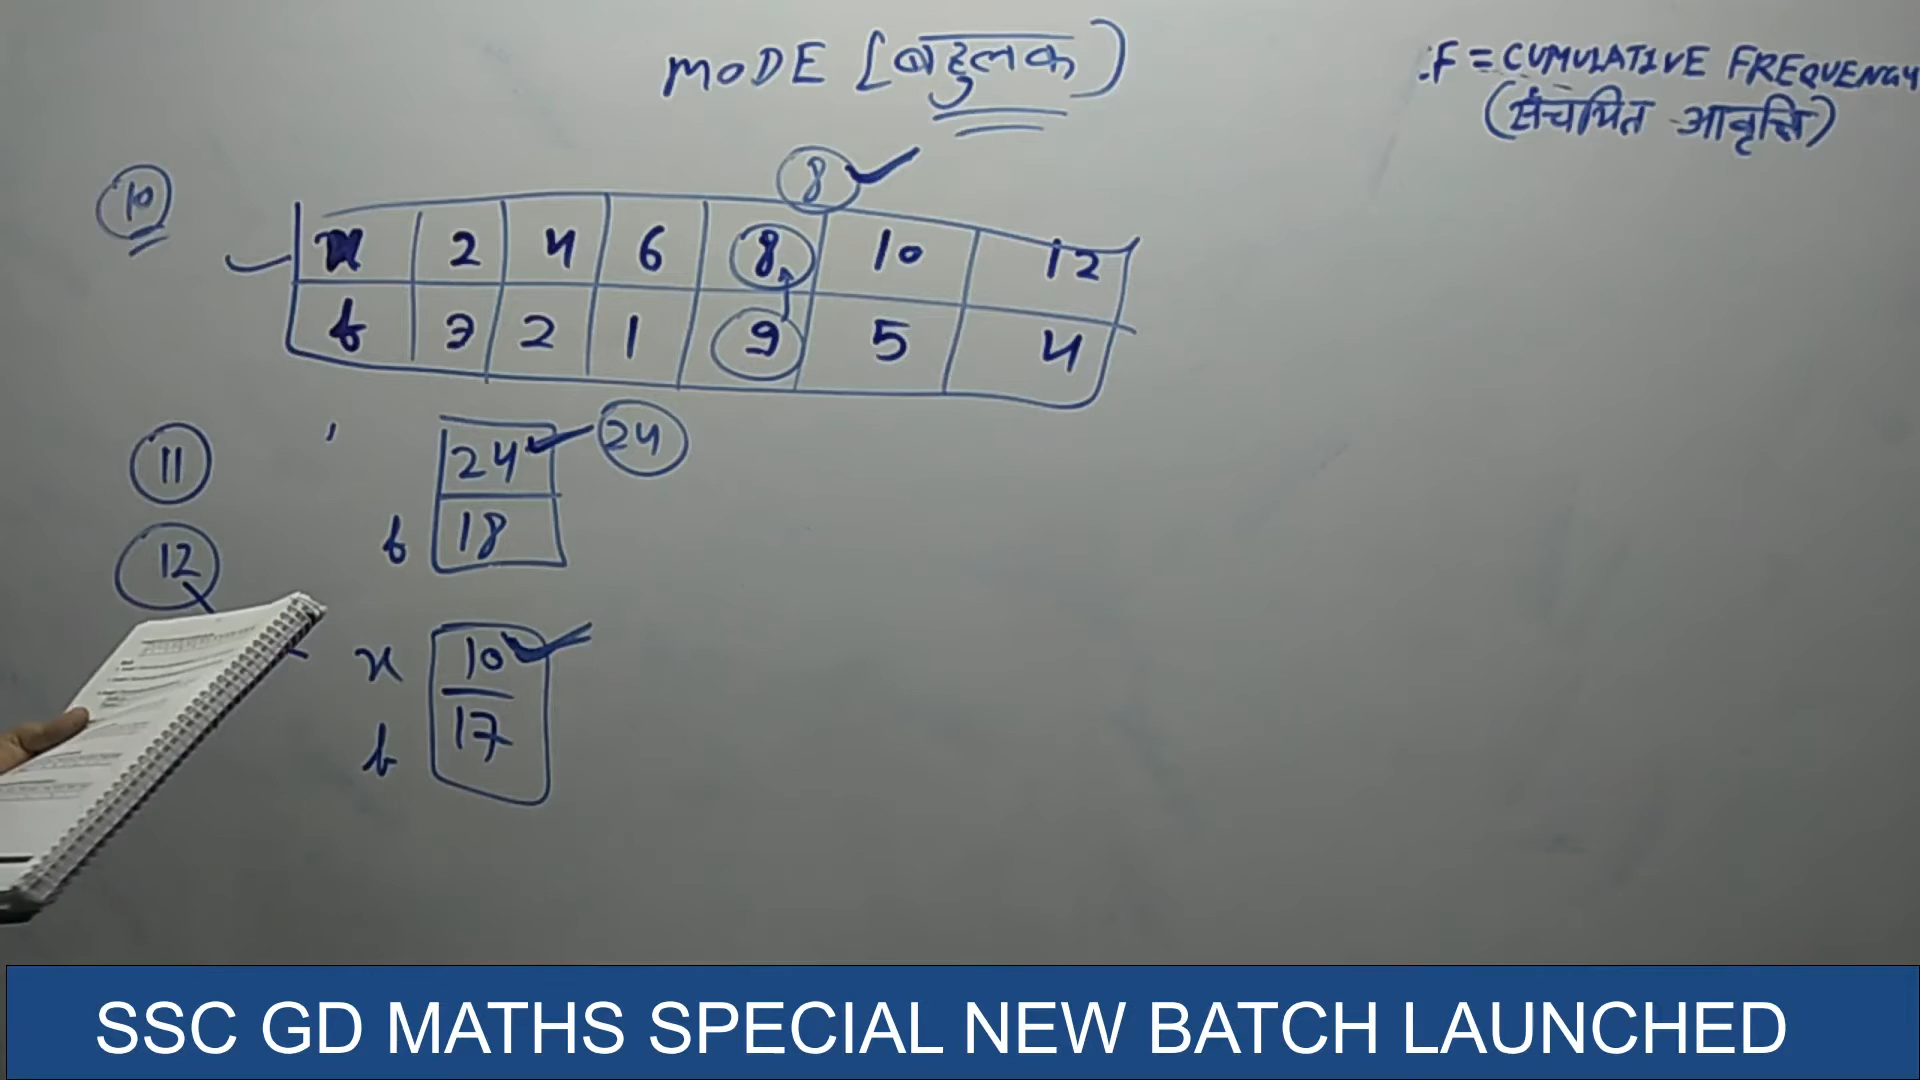 MODE [बहुलक)
.F = CUMULATIVE FREQUENCY
(संचयित आवृत्ति)
8
10
x 2 4 6 8 10 12
f 3 2 1 9 5 4
11
24 24
f 18
12
x 10
f 17
SSC GD MATHS SPECIAL NEW BATCH LAUNCHED